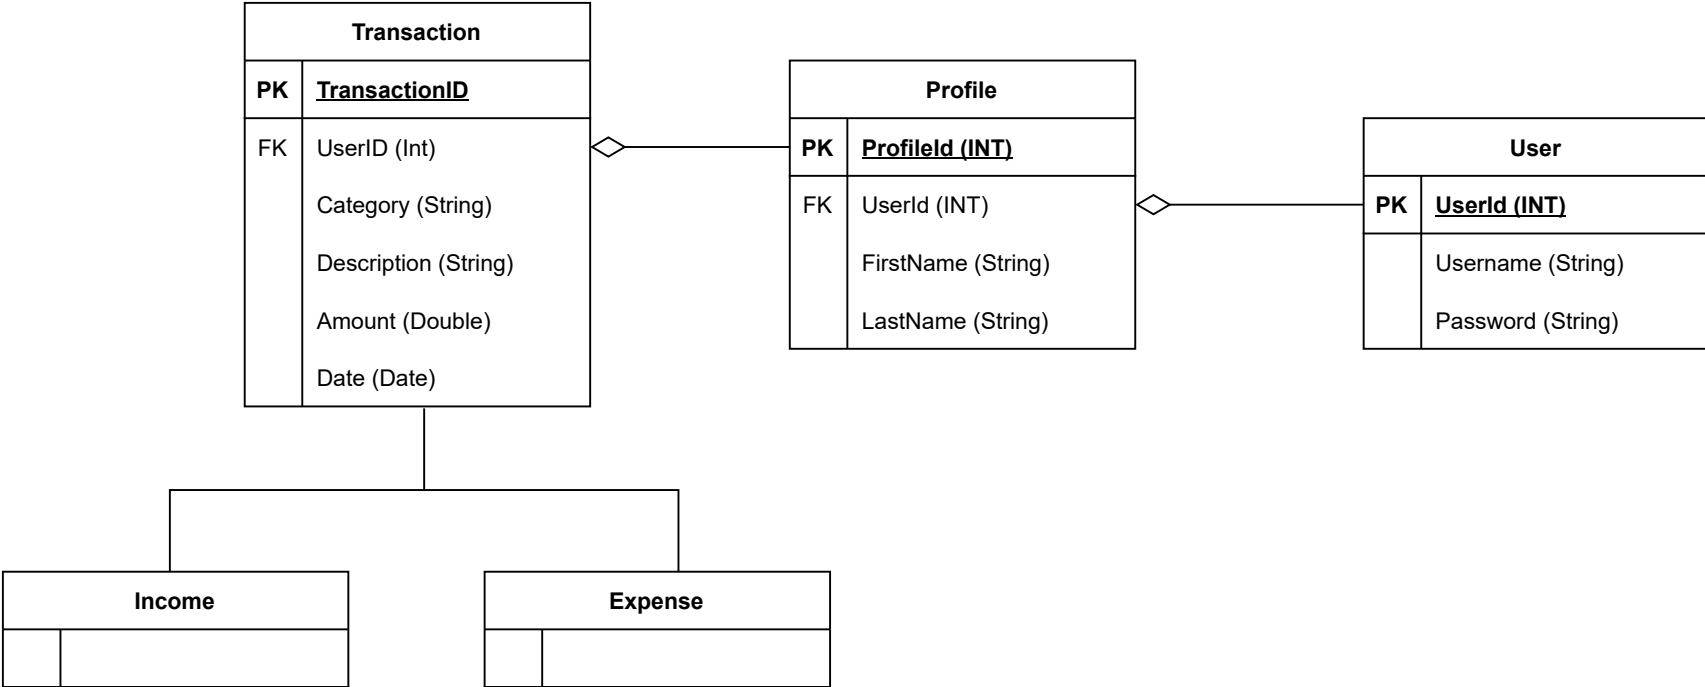 Transaction
PK TransactionID
FK UserID (Int)
Category (String)
Description (String)
Amount (Double)
Date (Date)
Profile
PK ProfileId (INT)
FK UserId (INT)
FirstName (String)
LastName (String)
User
PK UserId (INT)
Username (String)
Password (String)
Income
Expense